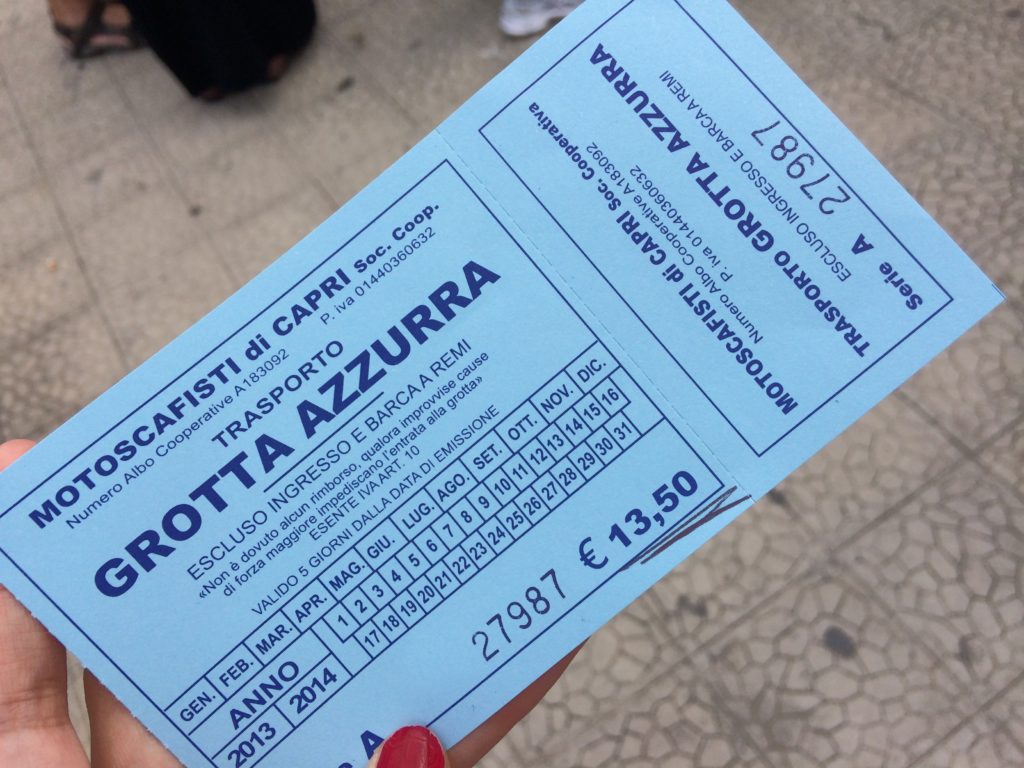 MOTOSCAFISTI di CAPRI Soc. Coop.
Numero Albo Cooperative A183092 P. iva 01440360632
TRASPORTO
GROTTA AZZURRA
ESCLUSO INGRESSO E BARCA A REMI
«Non è dovuto alcun rimborso, qualora improvvise cause
di forza maggiore impediscano l'entrata alla grotta»
ESENTE IVA ART. 10
VALIDO 5 GIORNI DALLA DATA DI EMISSIONE
GEN. FEB. MAR. APR. MAG. GIU. LUG. AGO. SET. OTT. NOV. DIC.
ANNO 1 2 3 4 5 6 7 8 9 10 11 12 13 14 15 16
2013 2014 17 18 19 20 21 22 23 24 25 26 27 28 29 30 31
A 27987 € 13,50
MOTOSCAFISTI di CAPRI Soc. Cooperativa
Numero Albo Cooperative A183092
P. iva 01440360632
TRASPORTO GROTTA AZZURRA
ESCLUSO INGRESSO E BARCA A REMI
Serie A 27987